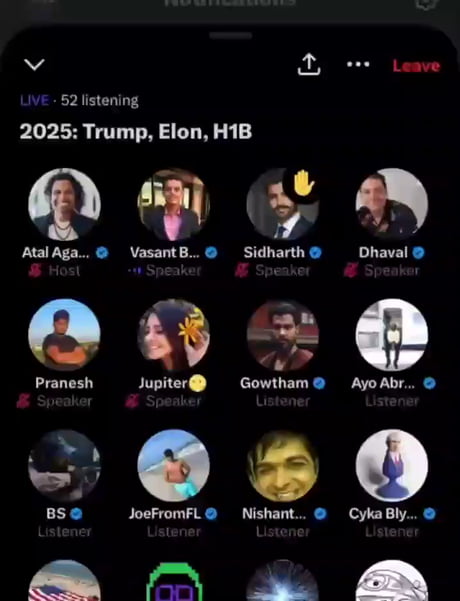 Notifications
Leave
LIVE · 52 listening
2025: Trump, Elon, H1B
Atal Aga... Vasant B... Sidharth Dhaval
Host Speaker Speaker Speaker
Pranesh Jupiter Gowtham Ayo Abr...
Speaker Speaker Listener Listener
BS JoeFromFL Nishant... Cyka Bly...
Listener Listener Listener Listener